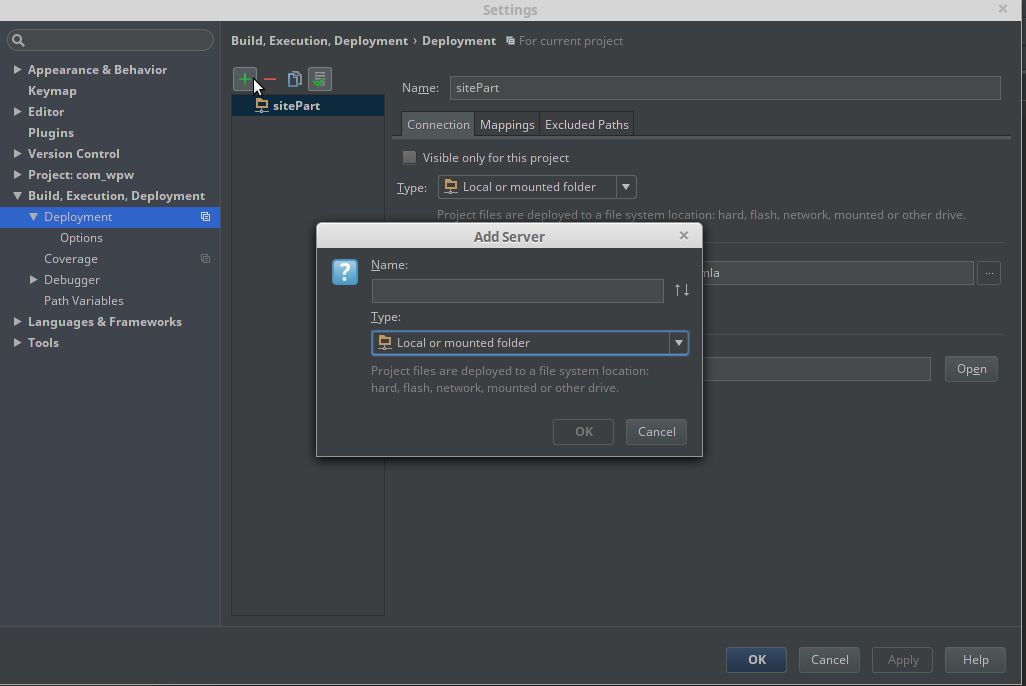 Settings
Build, Execution, Deployment › Deployment For current project
Appearance & Behavior
Keymap
Editor
Plugins
Version Control
Project: com_wpw
Build, Execution, Deployment
Deployment
Options
Coverage
Debugger
Path Variables
Languages & Frameworks
Tools
sitePart
Name: sitePart
Connection Mappings Excluded Paths
Visible only for this project
Type: Local or mounted folder
Project files are deployed to a file system location: hard, flash, network, mounted or other drive.
mla ...
Open
Add Server
Name:
Type:
Local or mounted folder
Project files are deployed to a file system location:
hard, flash, network, mounted or other drive.
OK Cancel
OK Cancel Apply Help